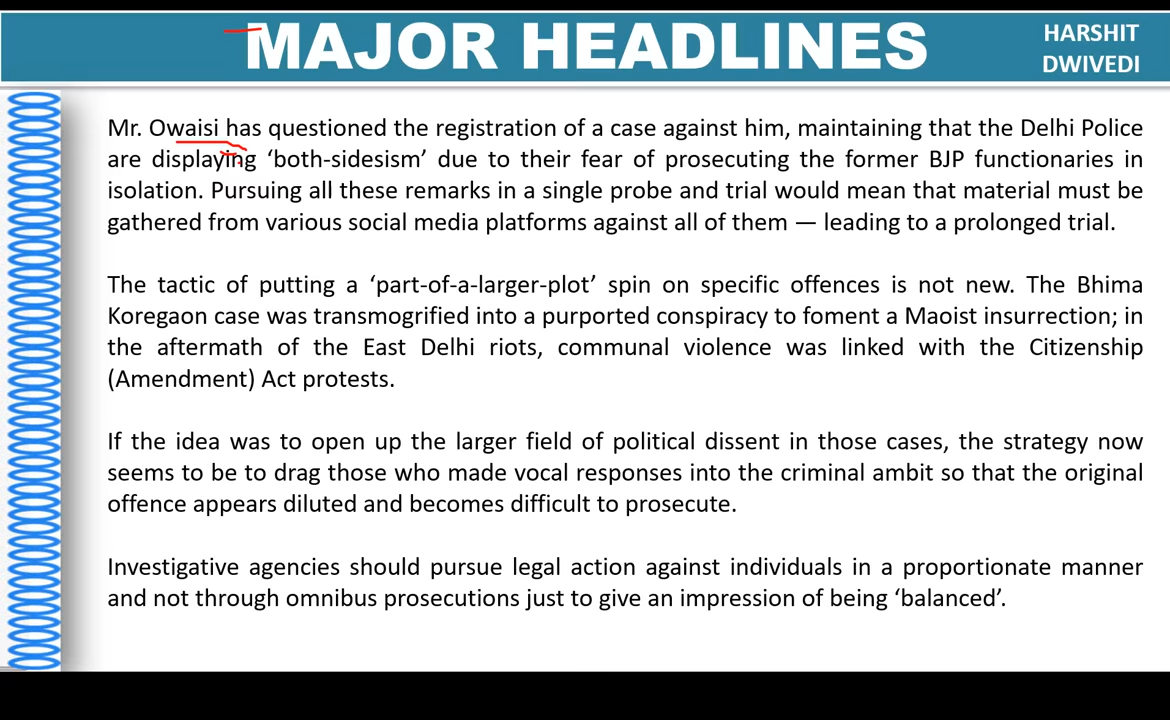 MAJOR HEADLINES
HARSHIT
DWIVEDI
Mr. Owaisi has questioned the registration of a case against him, maintaining that the Delhi Police
are displaying ‘both-sidesism’ due to their fear of prosecuting the former BJP functionaries in
isolation. Pursuing all these remarks in a single probe and trial would mean that material must be
gathered from various social media platforms against all of them — leading to a prolonged trial.
The tactic of putting a ‘part-of-a-larger-plot’ spin on specific offences is not new. The Bhima
Koregaon case was transmogrified into a purported conspiracy to foment a Maoist insurrection; in
the aftermath of the East Delhi riots, communal violence was linked with the Citizenship
(Amendment) Act protests.
If the idea was to open up the larger field of political dissent in those cases, the strategy now
seems to be to drag those who made vocal responses into the criminal ambit so that the original
offence appears diluted and becomes difficult to prosecute.
Investigative agencies should pursue legal action against individuals in a proportionate manner
and not through omnibus prosecutions just to give an impression of being ‘balanced’.